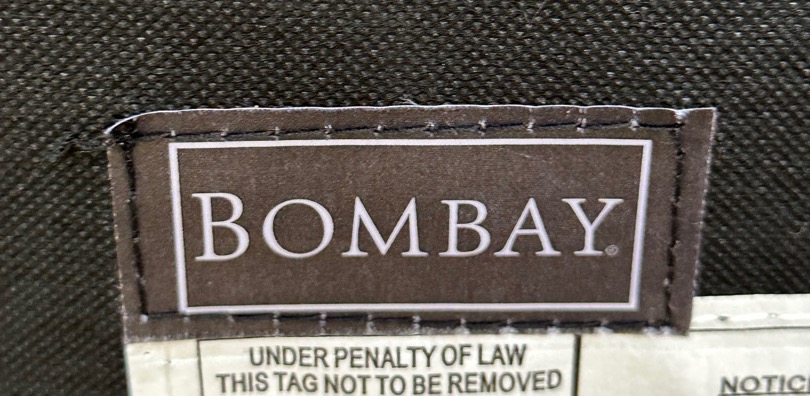 BOMBAY®
UNDER PENALTY OF LAW
THIS TAG NOT TO BE REMOVED